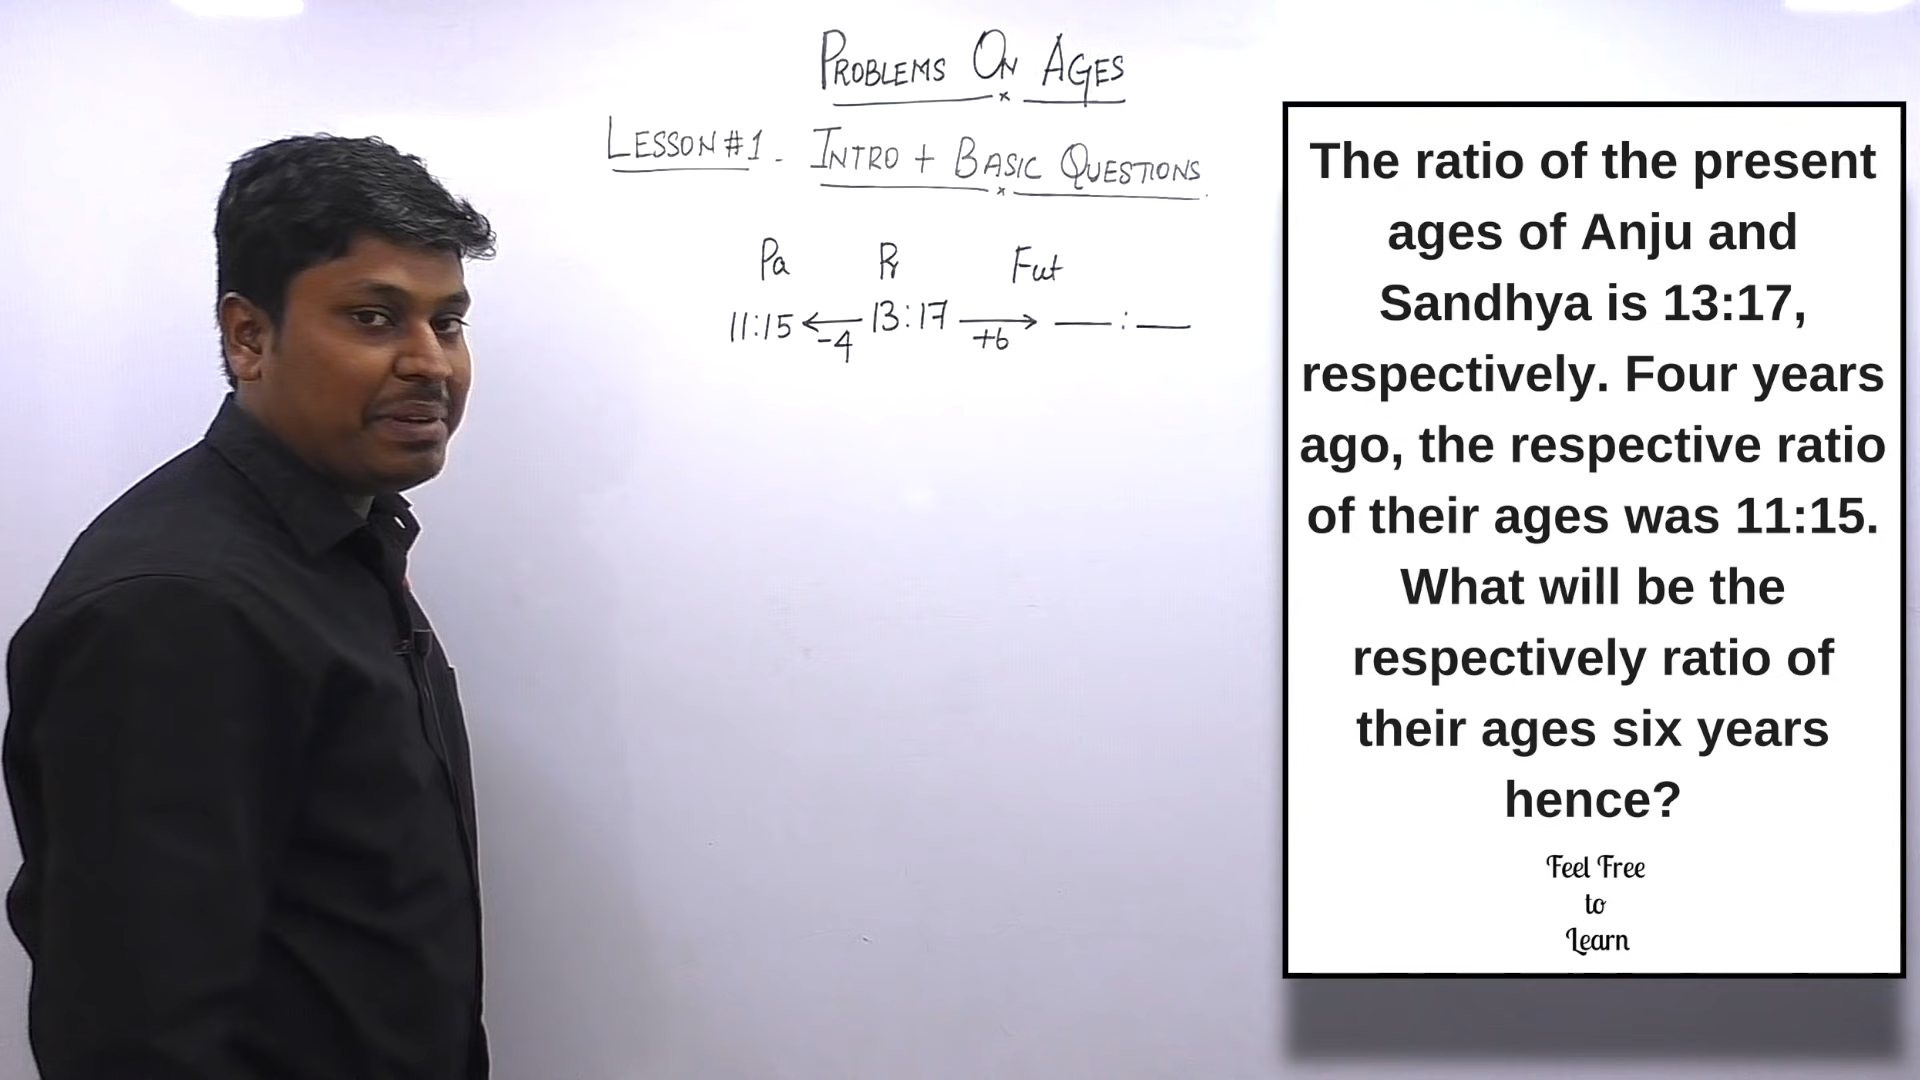 PROBLEMS ON AGES
LESSON #1. INTRO + BASIC QUESTIONS.
Pa Pr Fut
11:15 ← 13:17 → __ : __
-4 +6
The ratio of the present
ages of Anju and
Sandhya is 13:17,
respectively. Four years
ago, the respective ratio
of their ages was 11:15.
What will be the
respectively ratio of
their ages six years
hence?
Feel Free
to
Learn